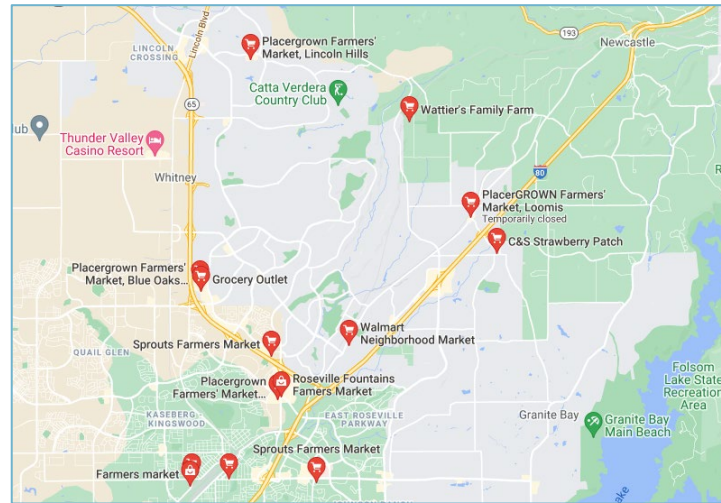 LINCOLN
CROSSING
Lincoln Blvd
Placergrown Farmers'
Market, Lincoln Hills
193
Newcastle
65
Catta Verdera
Country Club
Wattier's Family Farm
lub
Thunder Valley
Casino Resort
Whitney
80
PlacerGROWN Farmers'
Market, Loomis
Temporarily closed
C&S Strawberry Patch
Placergrown Farmers'
Market, Blue Oaks...
Grocery Outlet
Sprouts Farmers Market
Walmart
Neighborhood Market
QUAIL GLEN
Placergrown
Farmers' Market...
Roseville Fountains
Famers Market
Folsom
Lake State
Recreation
Area
KASEBERG
KINGSWOOD
EAST ROSEVILLE
PARKWAY
Granite Bay
Granite Bay
Main Beach
Sprouts Farmers Market
Farmers market